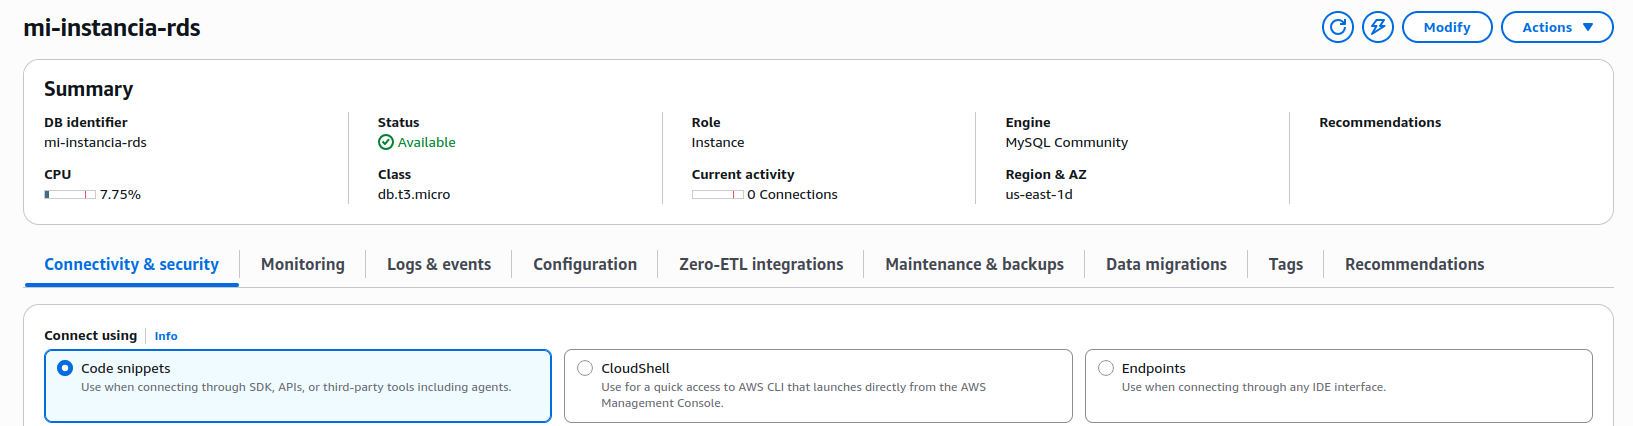 mi-instancia-rds
Modify
Actions
Summary
DB identifier
mi-instancia-rds
Status
Available
Role
Instance
Engine
MySQL Community
Recommendations
CPU
7.75%
Class
db.t3.micro
Current activity
0 Connections
Region & AZ
us-east-1d
Connectivity & security
Monitoring
Logs & events
Configuration
Zero-ETL integrations
Maintenance & backups
Data migrations
Tags
Recommendations
Connect using
Info
Code snippets
Use when connecting through SDK, APIs, or third-party tools including agents.
CloudShell
Use for a quick access to AWS CLI that launches directly from the AWS
Management Console.
Endpoints
Use when connecting through any IDE interface.